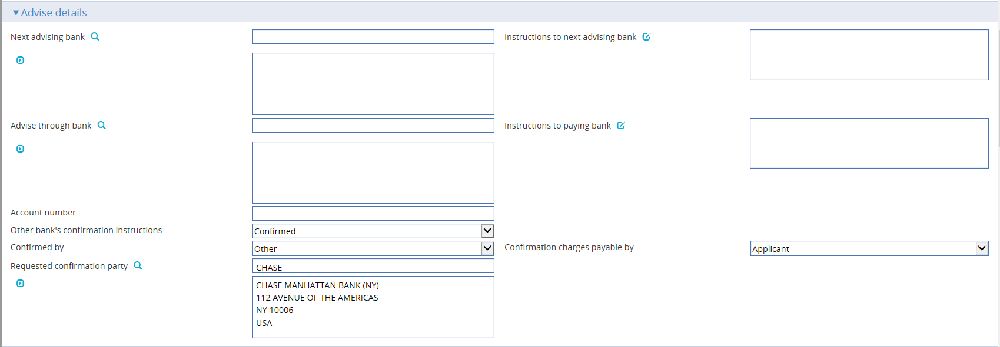 Advise details
Next advising bank
Instructions to next advising bank
Advise through bank
Instructions to paying bank
Account number
Other bank's confirmation instructions
Confirmed
Confirmed by
Other
Confirmation charges payable by
Applicant
Requested confirmation party
CHASE
CHASE MANHATTAN BANK (NY)
112 AVENUE OF THE AMERICAS
NY 10006
USA